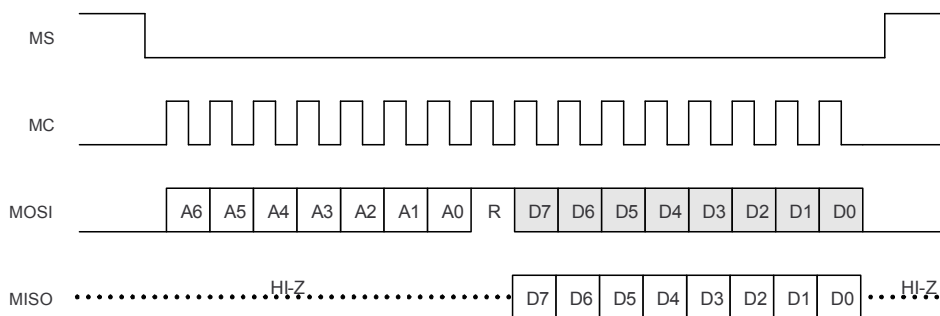 MS
MC
MOSI A6 A5 A4 A3 A2 A1 A0 R D7 D6 D5 D4 D3 D2 D1 D0
MISO HI-Z D7 D6 D5 D4 D3 D2 D1 D0 HI-Z